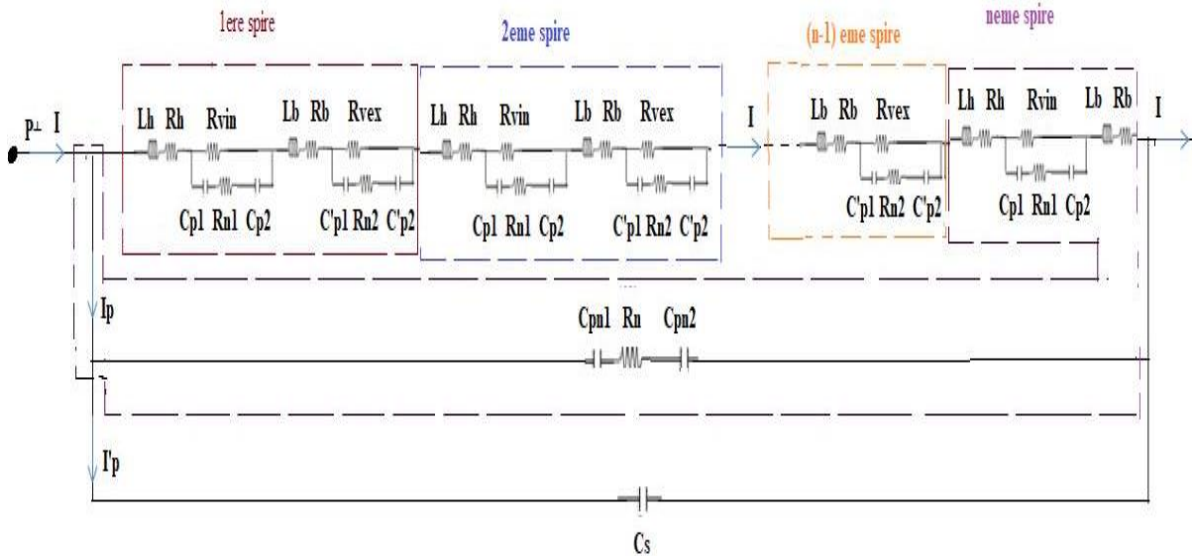 1ere spire
2eme spire
(n-1) eme spire
neme spire
P⊥ I
Lh Rh Rvin Lb Rb Rvex
Lh Rh Rvin Lb Rb Rvex
I
Lb Rb Rvex
Lh Rh Rvin Lb Rb
I
Cp1 Rn1 Cp2
C'p1 Rn2 C'p2
Cp1 Rn1 Cp2
C'p1 Rn2 C'p2
C'p1 Rn2 C'p2
Cp1 Rn1 Cp2
Ip
Cpn1 Rn Cpn2
I'p
Cs